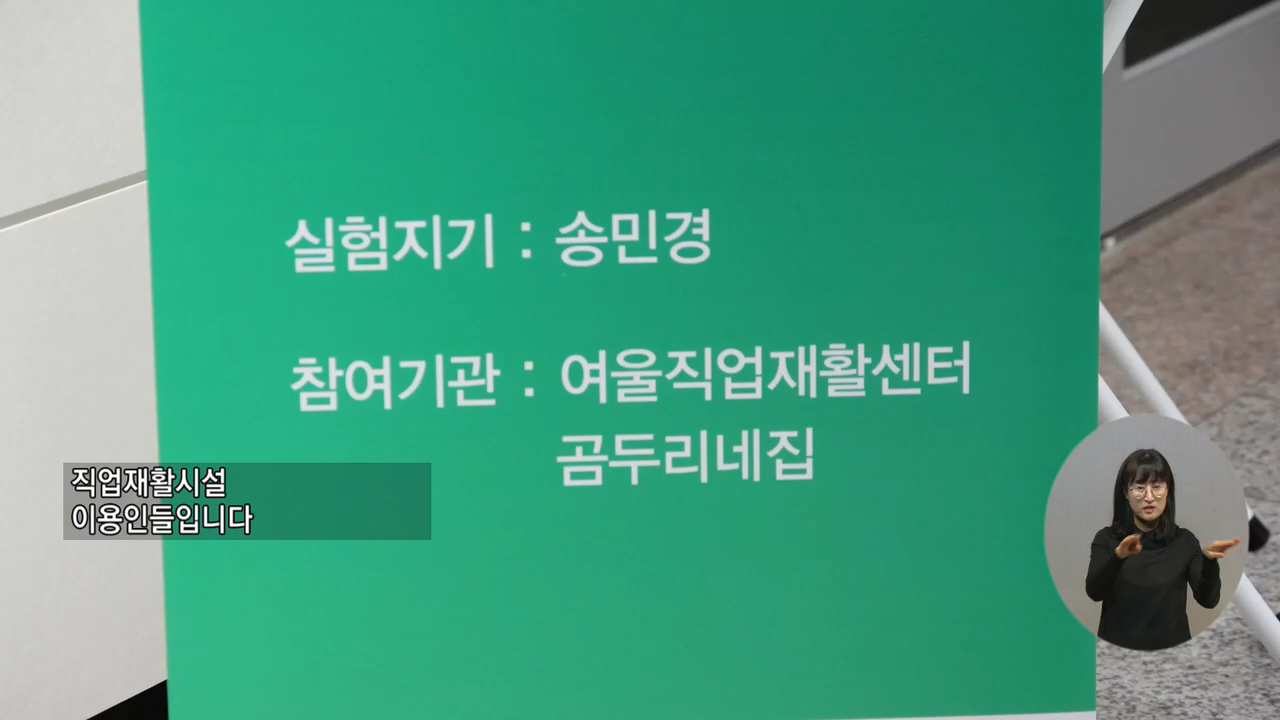 실험지기 : 송민경
참여기관 : 여울직업재활센터
곰두리네집
직업재활시설
이용인들입니다